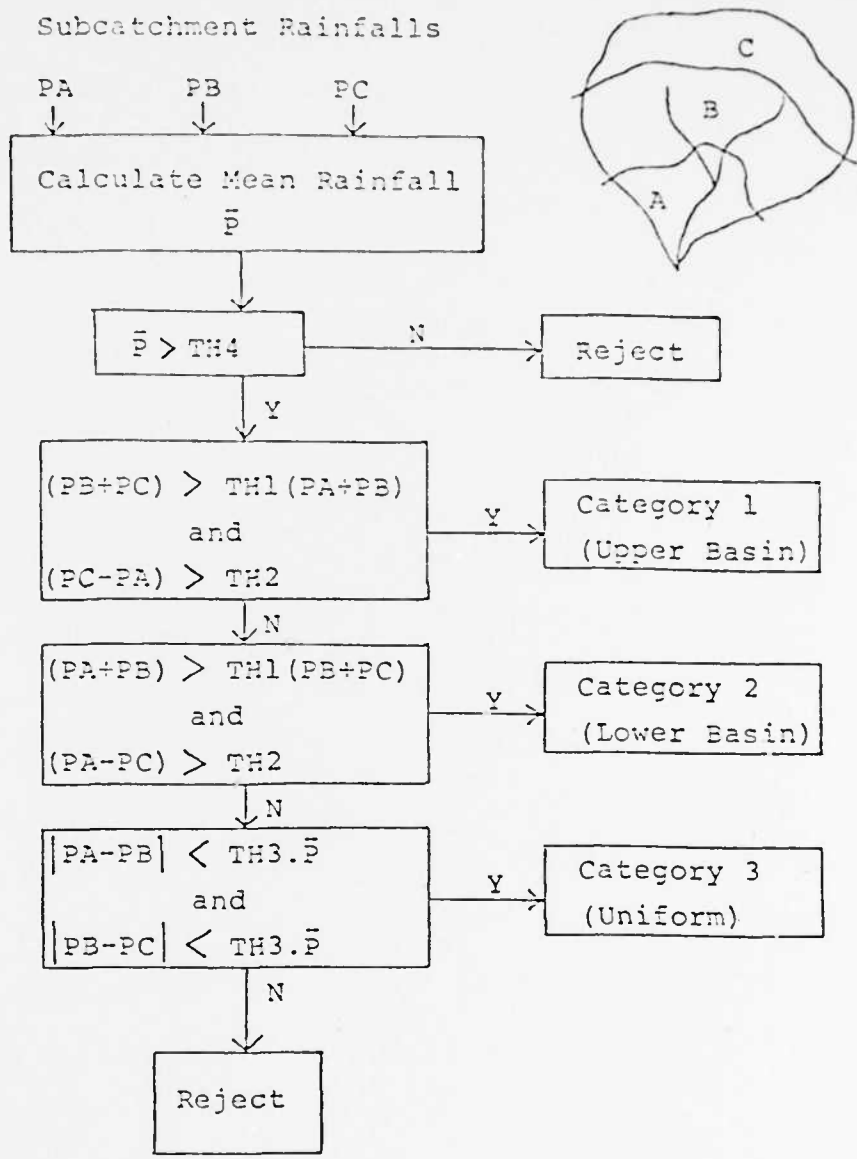 Subcatchment Rainfalls
PA PB PC
Calculate Mean Rainfall
P̄
P̄ > TH4
N
Reject
Y
(PB+PC) > TH1(PA+PB)
and
(PC-PA) > TH2
Y
Category 1
(Upper Basin)
N
(PA+PB) > TH1(PB+PC)
and
(PA-PC) > TH2
Y
Category 2
(Lower Basin)
N
|PA-PB| < TH3.P̄
and
|PB-PC| < TH3.P̄
Y
Category 3
(Uniform)
N
Reject
C
B
A